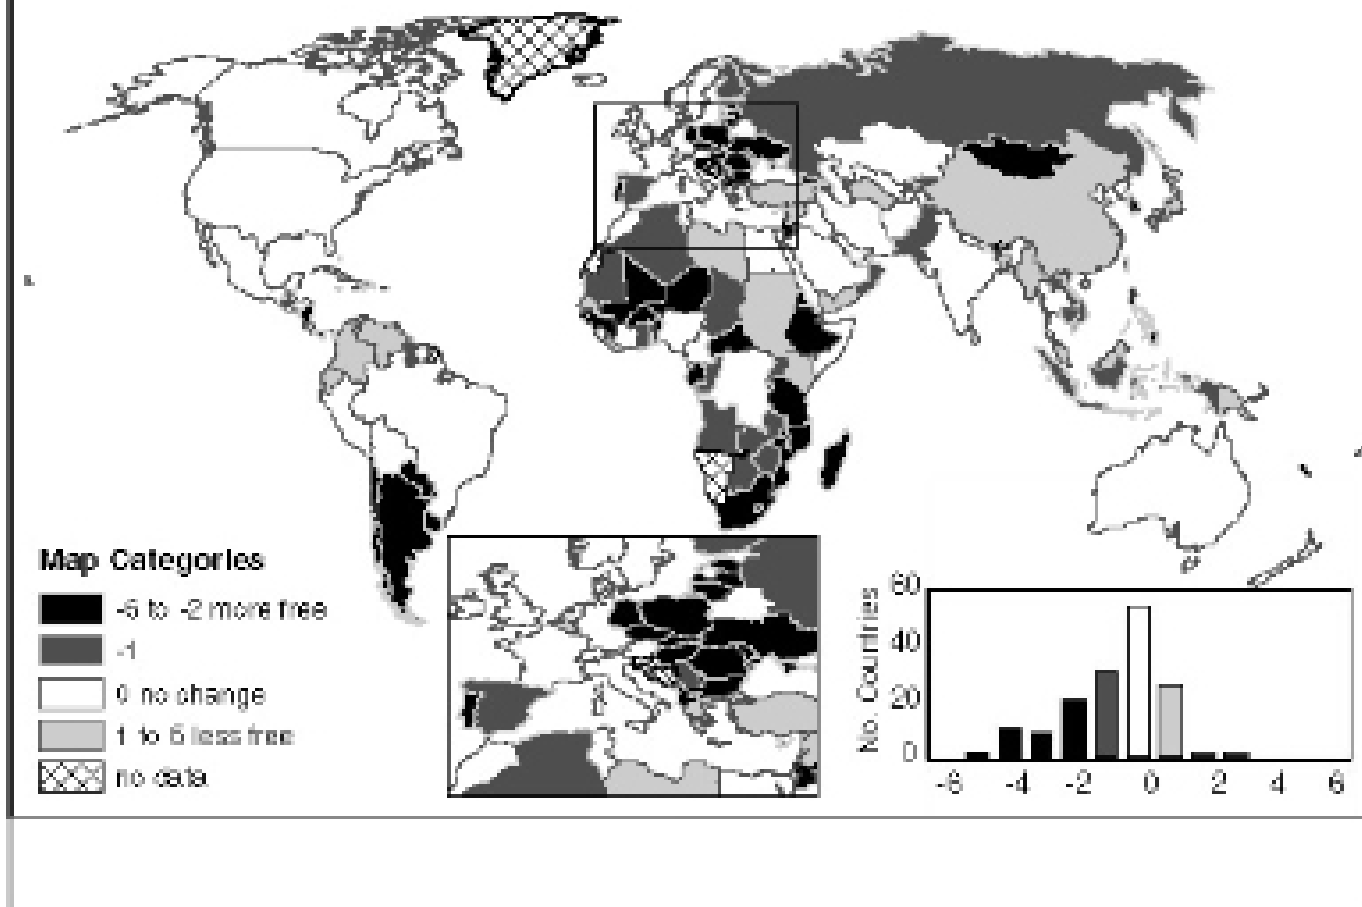 Map Categories
-6 to -2 more free
-1
0 no change
1 to 6 less free
no data
No. Countries
60
40
20
0
-6 -4 -2 0 2 4 6